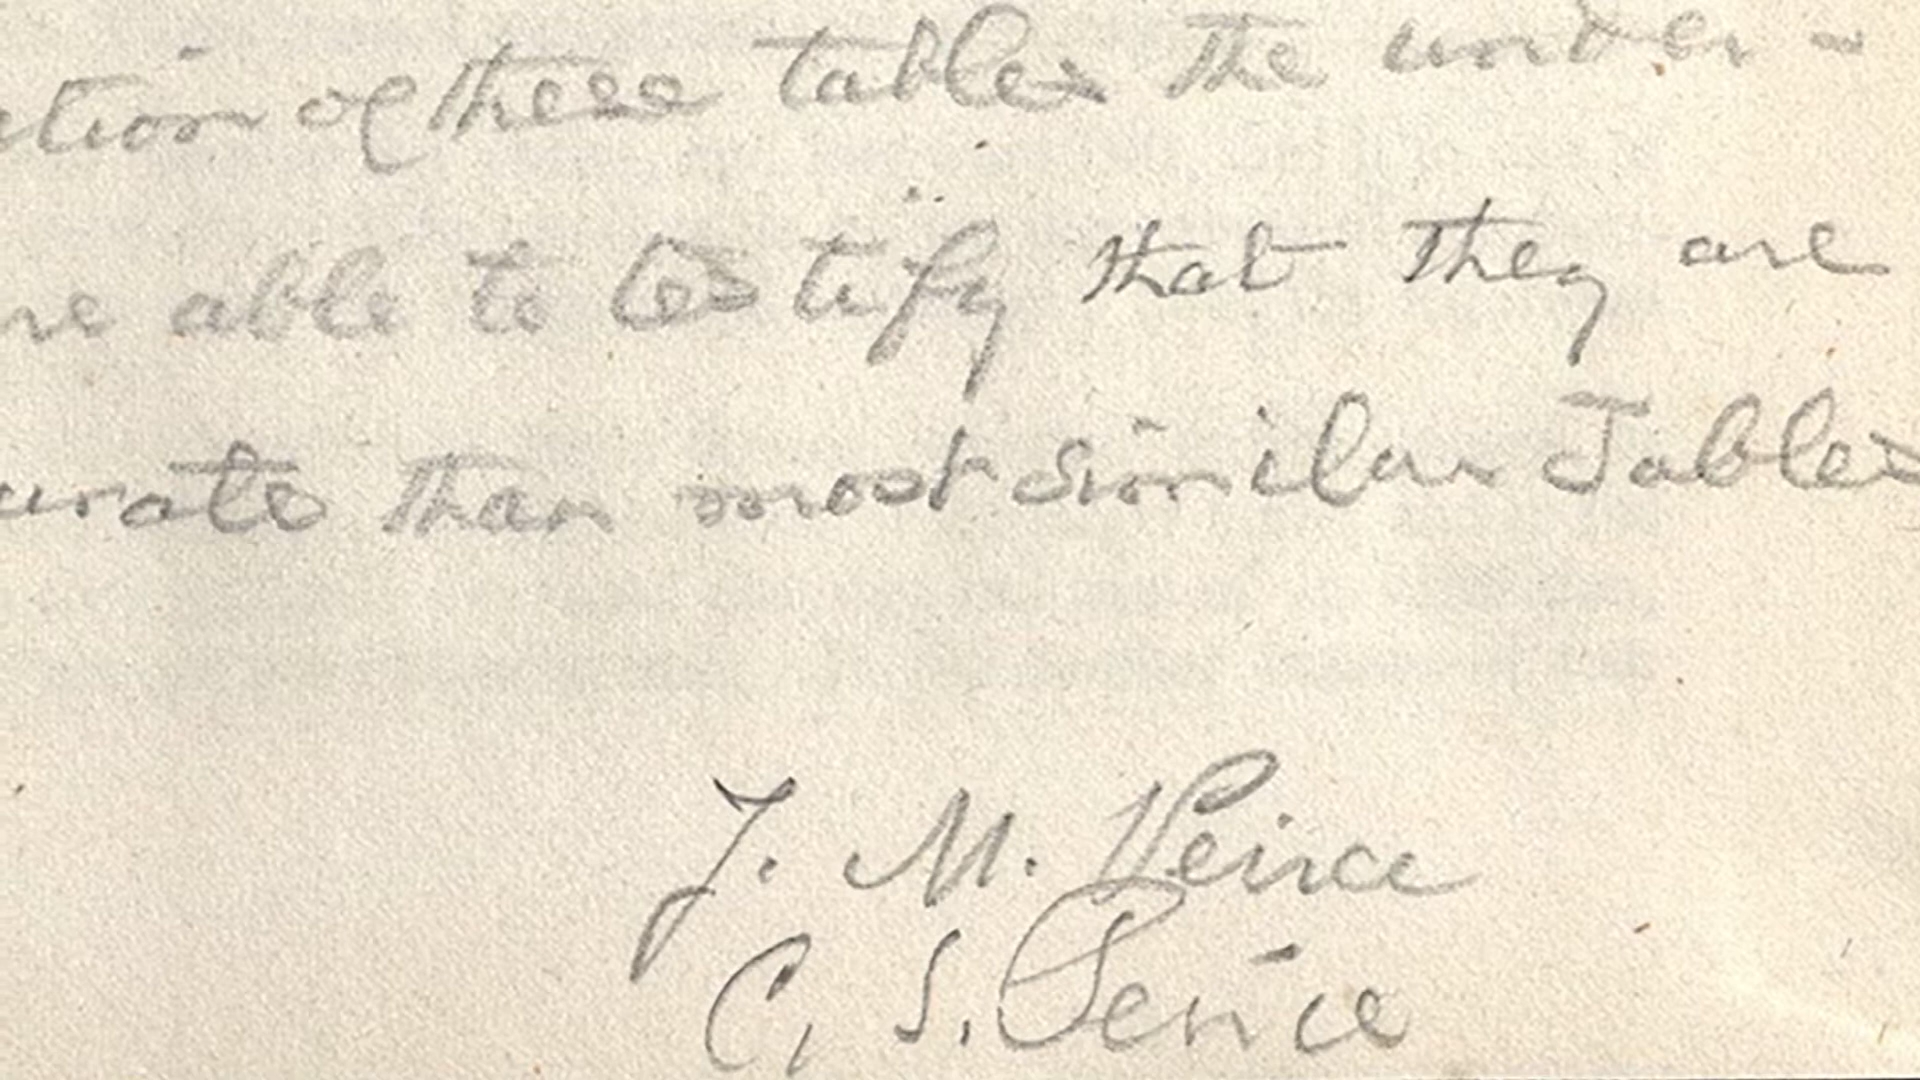 ation of these tables the under-
re able to testify that they are
urate than most similar Tables
J. M. Peirce
C. S. Peirce